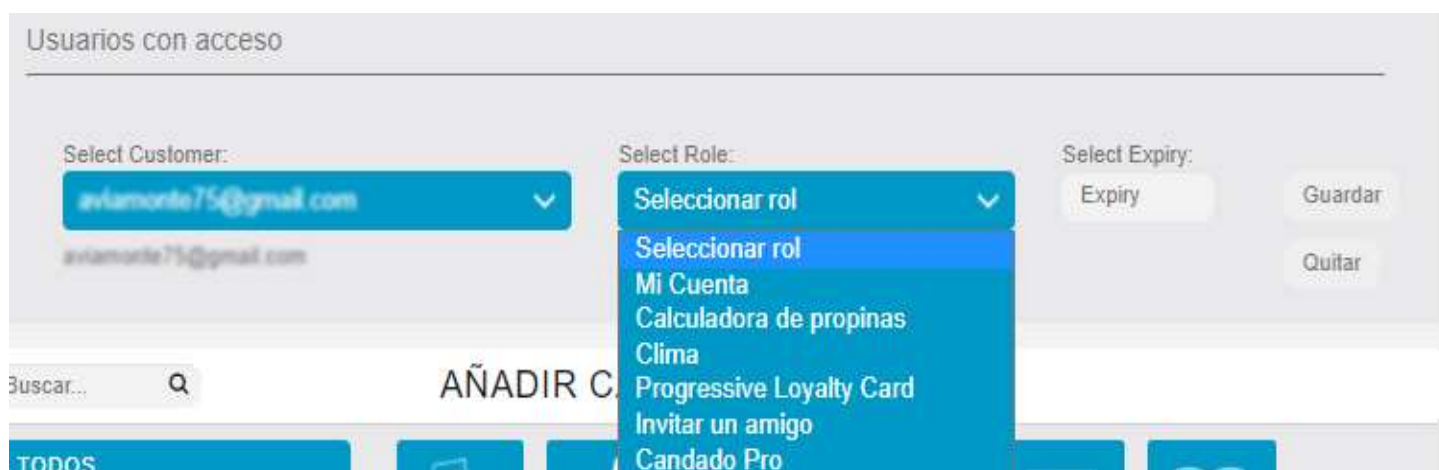 Usuarios con acceso
Select Customer: Select Role: Select Expiry:
Seleccionar rol Expiry Guardar
Seleccionar rol Quitar
Mi Cuenta
Calculadora de propinas
Clima
Buscar... AÑADIR C
Progressive Loyalty Card
Invitar un amigo
Candado Pro
TODOS